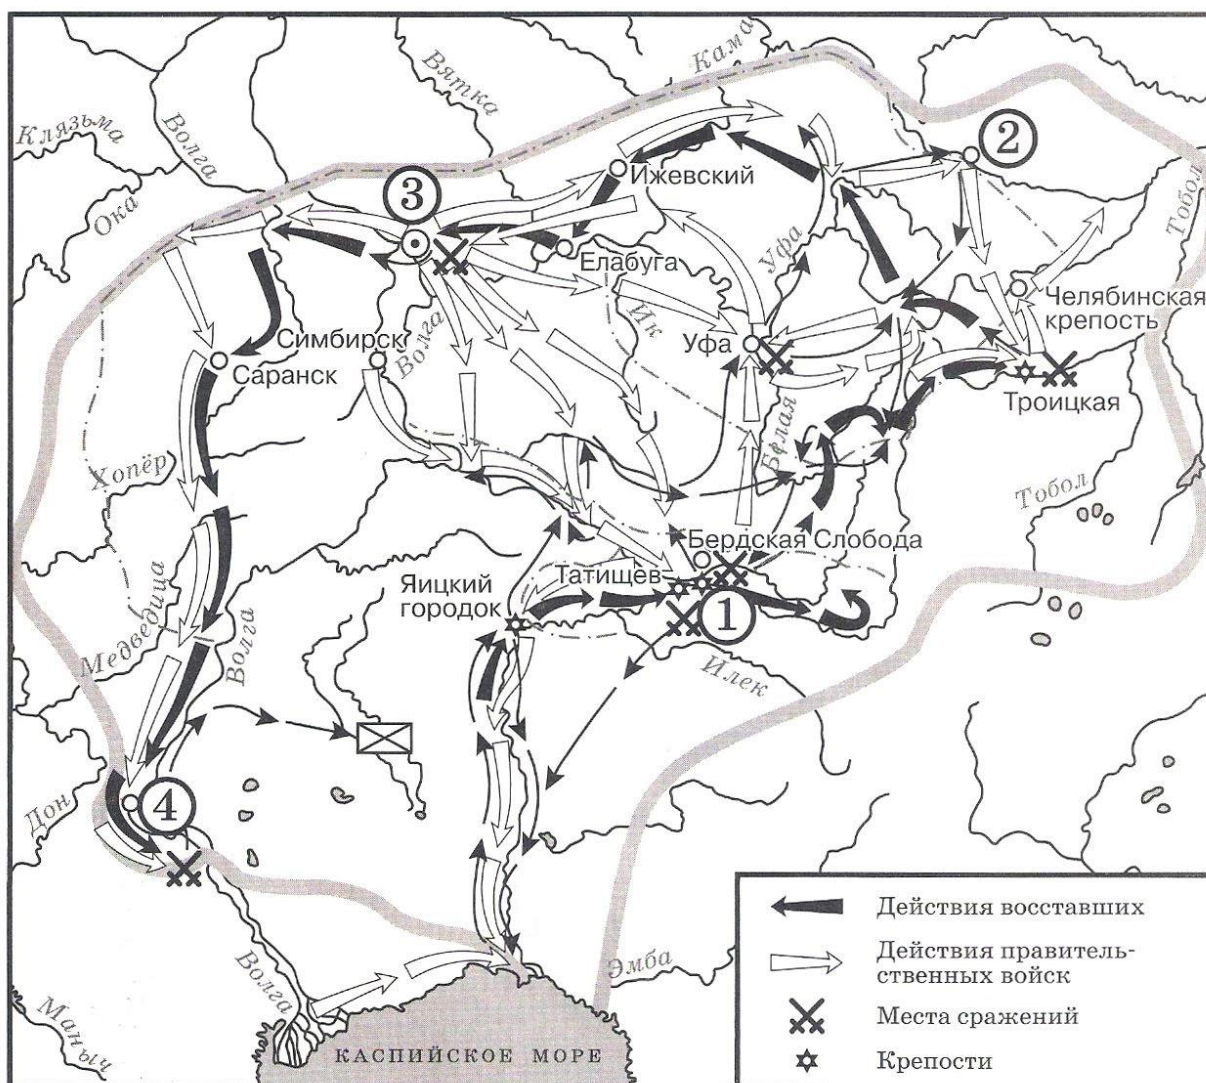 Клязьма
Волга
Вятка
Кама
Ока
3
2
Ижевский
Тобол
Елабуга
Уфа
Ик
Челябинская
крепость
Симбирск
Волга
Саранск
Уфа
Троицкая
Белая
Хопёр
Тобол
Бердская Слобода
Татищев
Яицкий
городок
1
Медведица
Волга
Илек
Дон
4
Волга
Эмба
Маныч
КАСПИЙСКОЕ МОРЕ
Действия восставших
Действия правитель-
ственных войск
Места сражений
Крепости